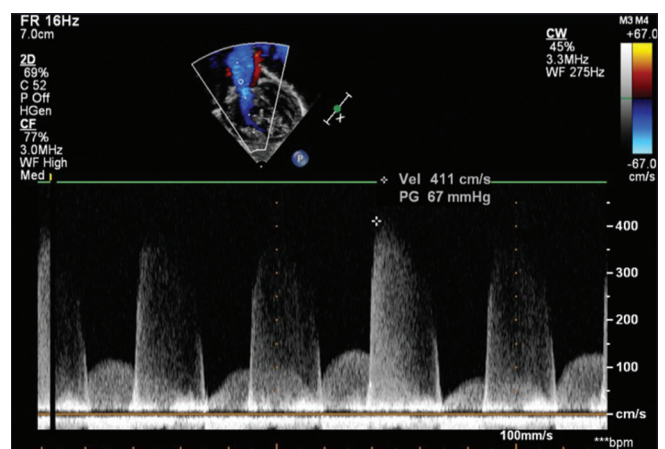 FR 16Hz
7.0cm
2D
69%
C 52
P Off
HGen
CF
77%
3.0MHz
WF High
Med
CW
45%
3.3MHz
WF 275Hz
M3 M4
+67.0
-67.0
cm/s
P
Vel 411 cm/s
PG 67 mmHg
400
300
200
100
cm/s
100mm/s
***bpm